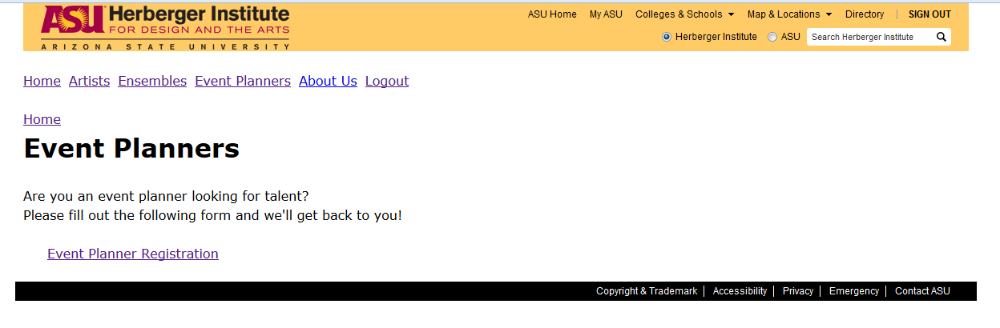 ASU Herberger Institute
FOR DESIGN AND THE ARTS
ARIZONA STATE UNIVERSITY
ASU Home My ASU Colleges & Schools Map & Locations Directory | SIGN OUT
Herberger Institute ASU Search Herberger Institute
Home Artists Ensembles Event Planners About Us Logout
Home
Event Planners
Are you an event planner looking for talent?
Please fill out the following form and we'll get back to you!
Event Planner Registration
Copyright & Trademark | Accessibility | Privacy | Emergency | Contact ASU